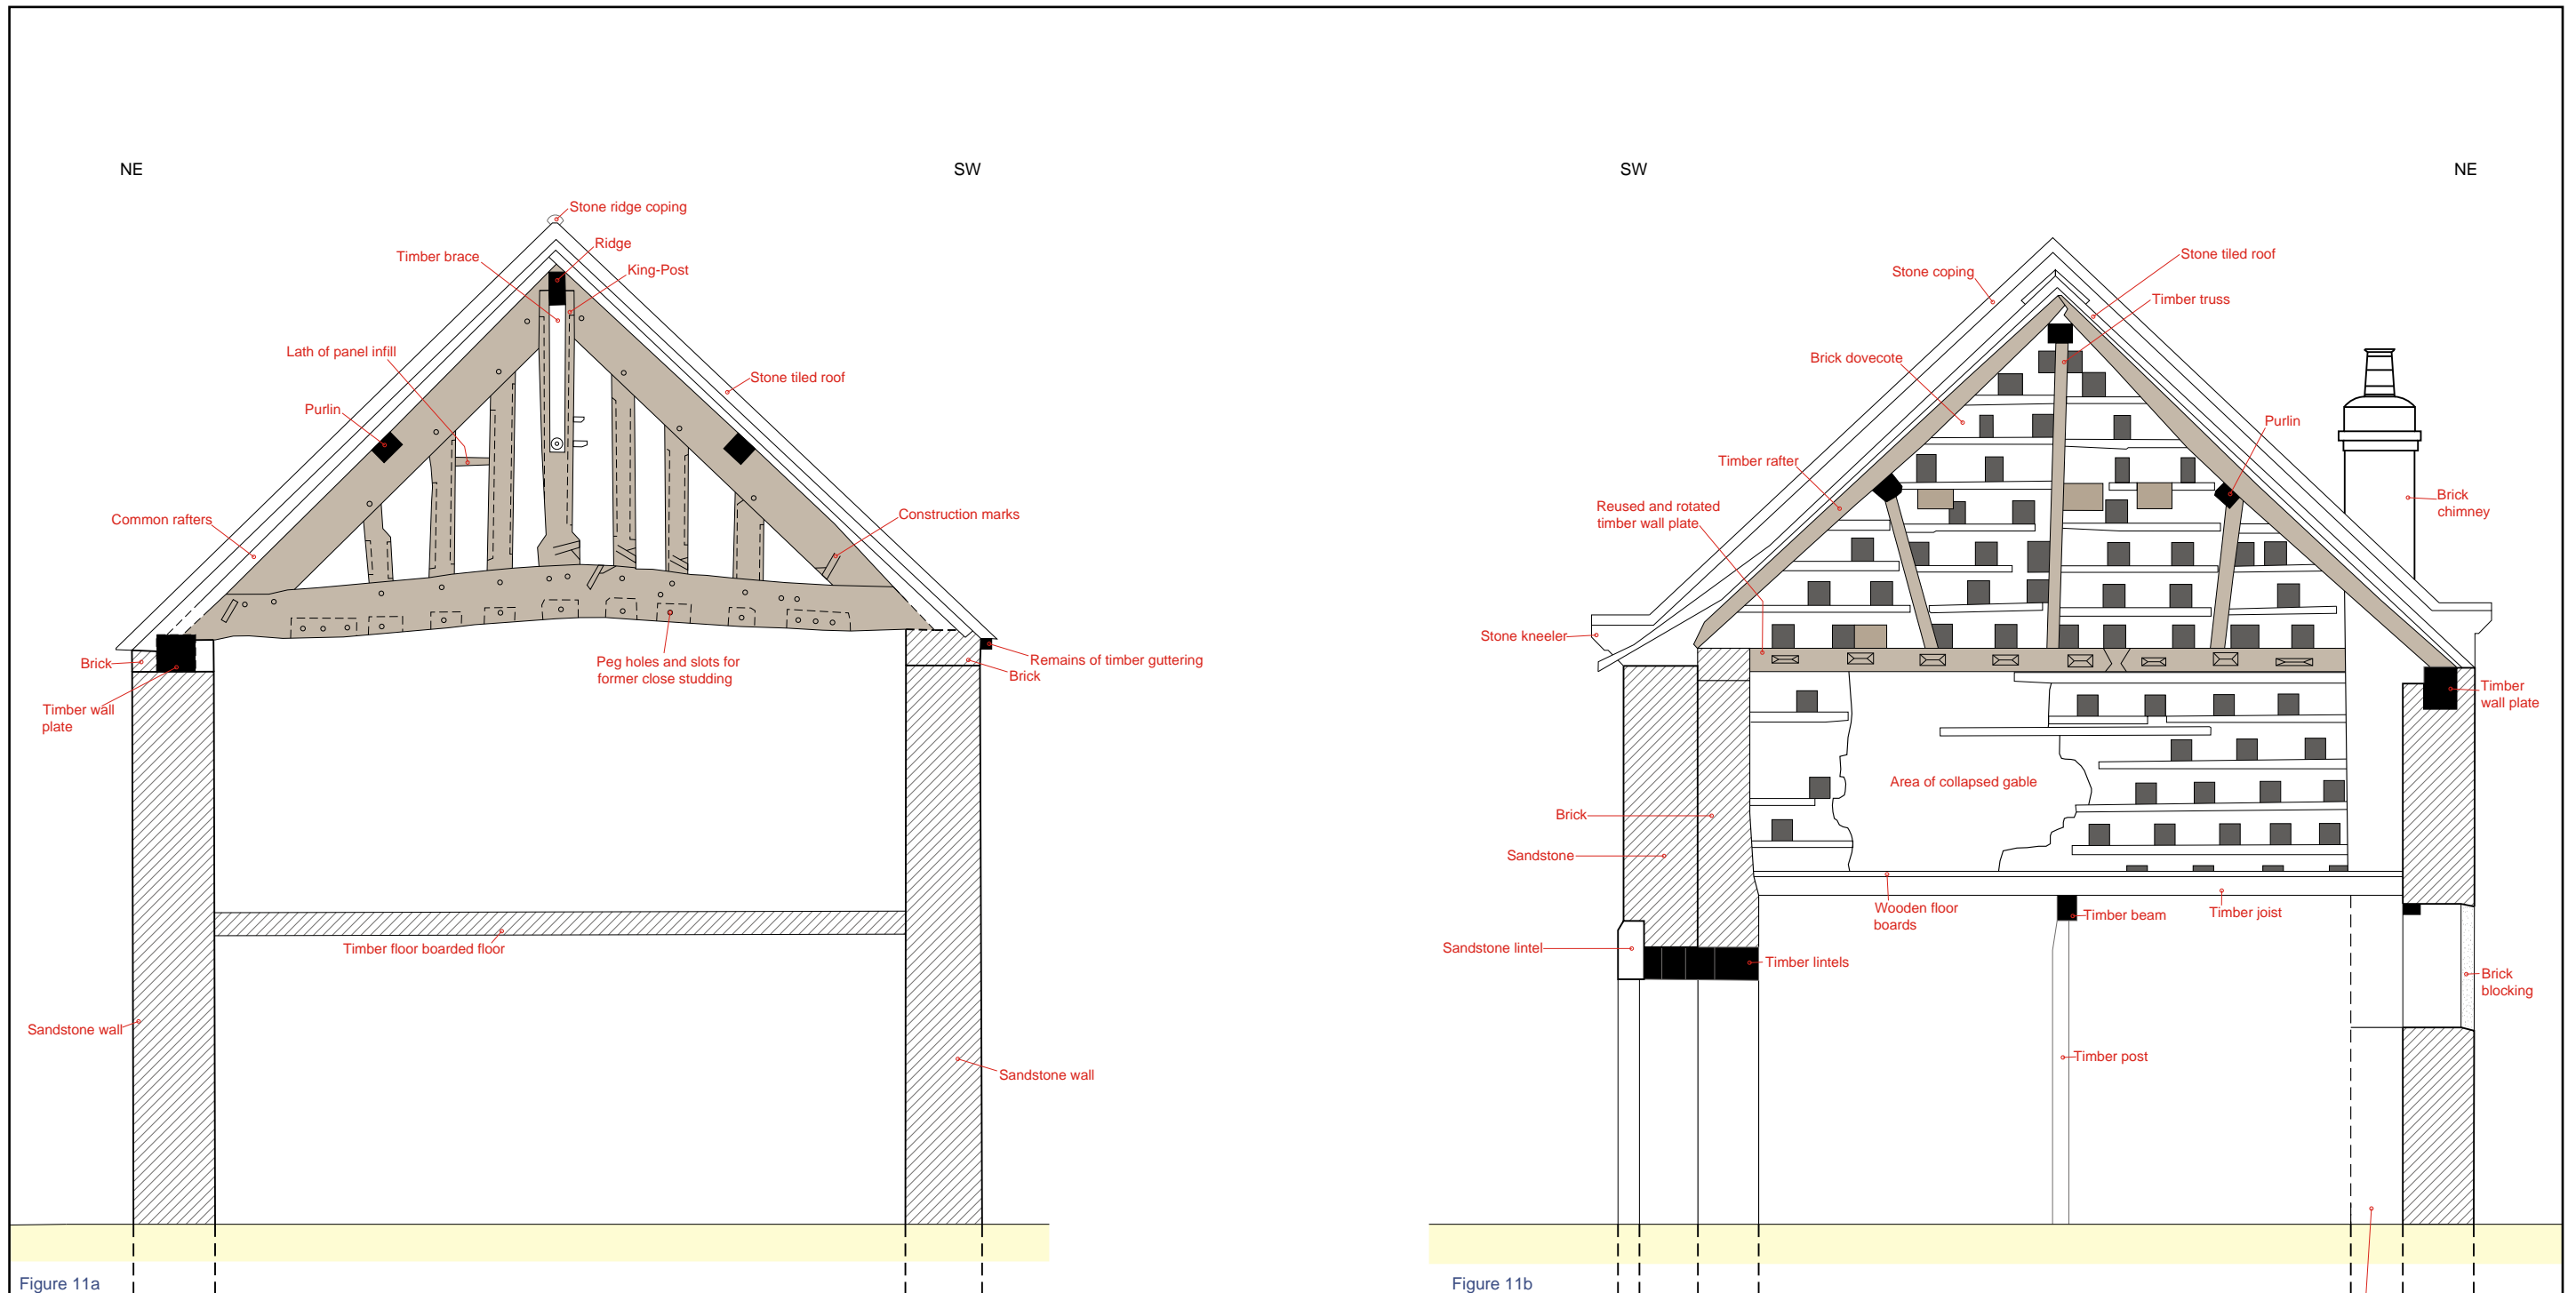 NE
SW
Stone ridge coping
Ridge
Timber brace
King-Post
Lath of panel infill
Stone tiled roof
Purlin
Common rafters
Construction marks
Brick
Peg holes and slots for
former close studding
Remains of timber guttering
Brick
Timber wall
plate
Timber floor boarded floor
Sandstone wall
Sandstone wall
Figure 11a
SW
NE
Stone tiled roof
Stone coping
Timber truss
Brick dovecote
Purlin
Timber rafter
Reused and rotated
timber wall plate
Brick
chimney
Stone kneeler
Timber
wall plate
Area of collapsed gable
Brick
Sandstone
Wooden floor
boards
Timber beam
Timber joist
Sandstone lintel
Timber lintels
Brick
blocking
Timber post
Figure 11b